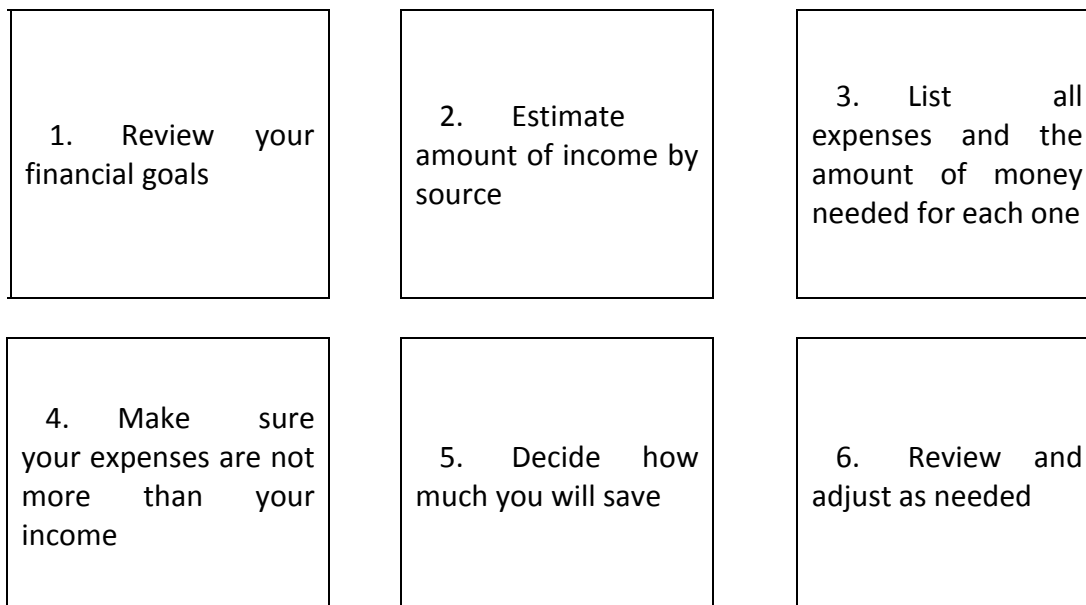 1. Review your
financial goals
2. Estimate
amount of income by
source
3. List all
expenses and the
amount of money
needed for each one
4. Make sure
your expenses are not
more than your
income
5. Decide how
much you will save
6. Review and
adjust as needed